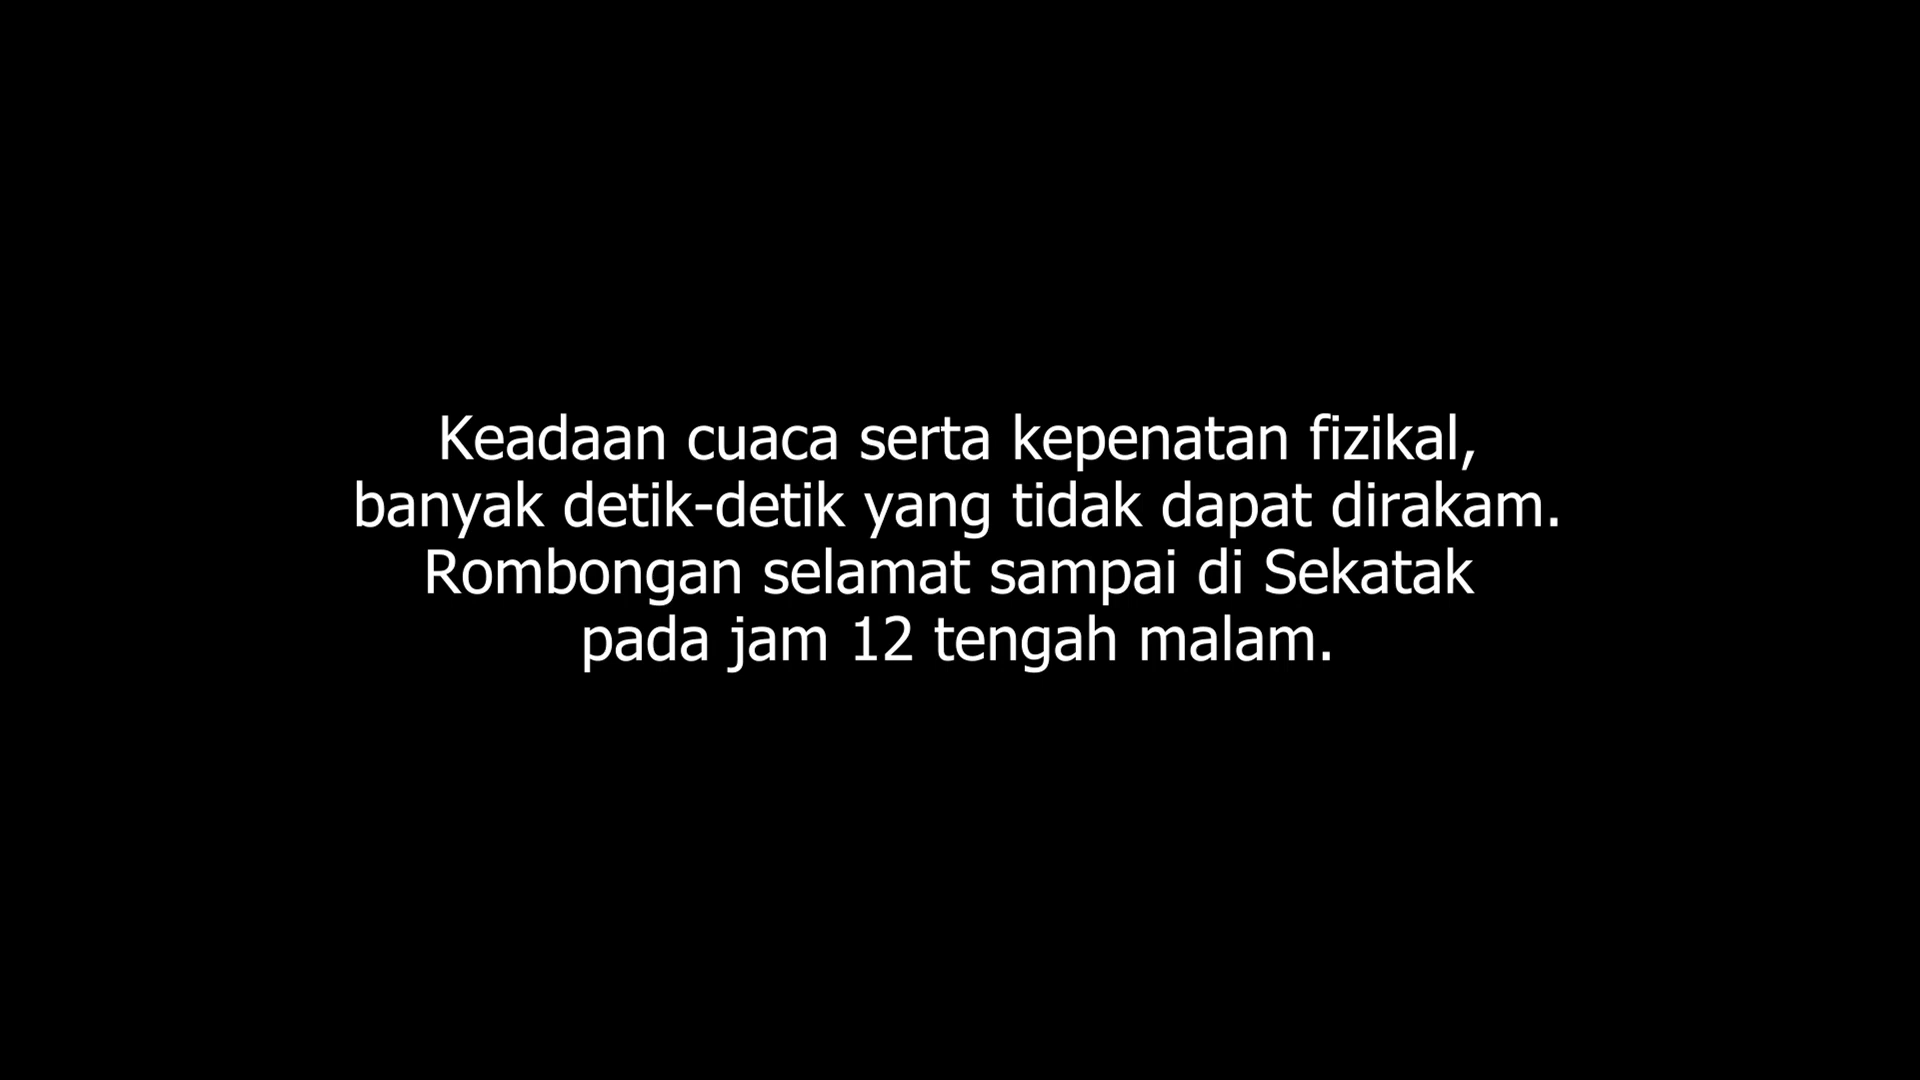 Keadaan cuaca serta kepenatan fizikal,
banyak detik-detik yang tidak dapat dirakam.
Rombongan selamat sampai di Sekatak
pada jam 12 tengah malam.